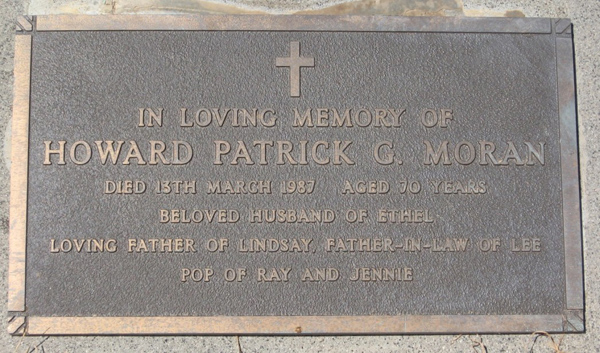 IN LOVING MEMORY OF
HOWARD PATRICK G. MORAN
DIED 13TH MARCH 1987 AGED 70 YEARS
BELOVED HUSBAND OF ETHEL
LOVING FATHER OF LINDSAY, FATHER-IN-LAW OF LEE
POP OF RAY AND JENNIE